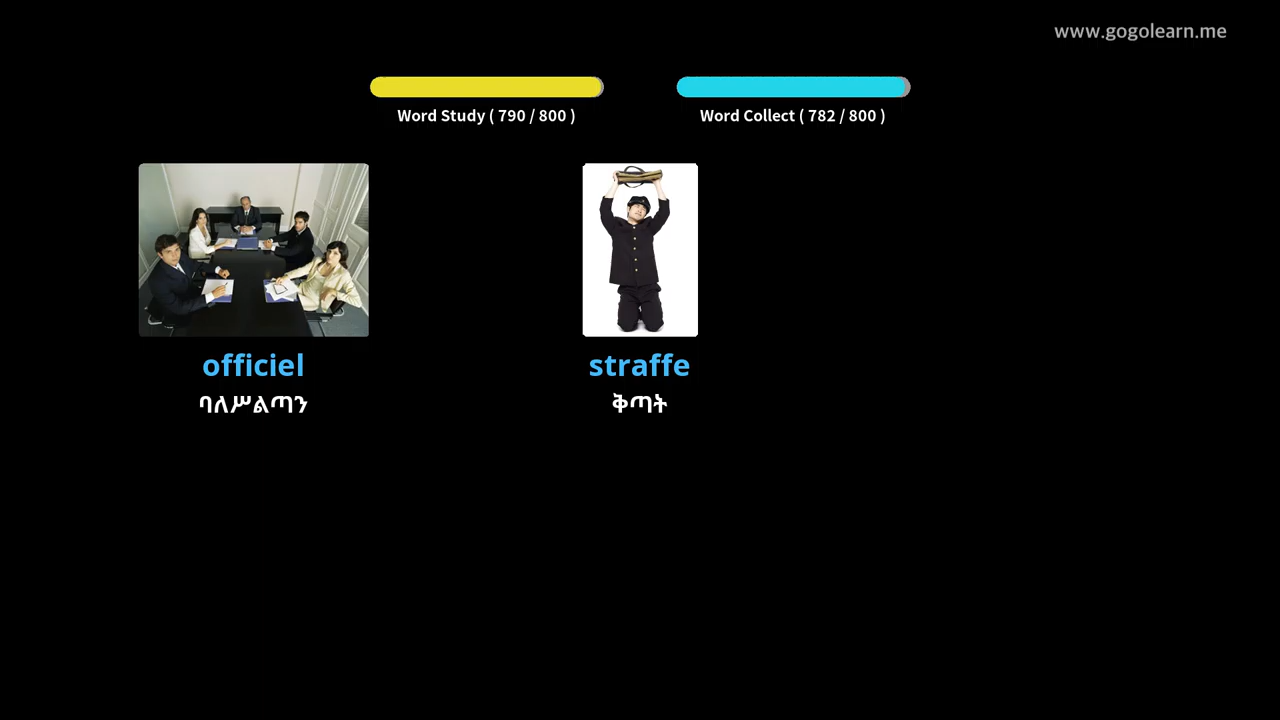 www.gogolearn.me
Word Study ( 790 / 800 )
Word Collect ( 782 / 800 )
officiel
ባለሥልጣን
straffe
ቅጣት